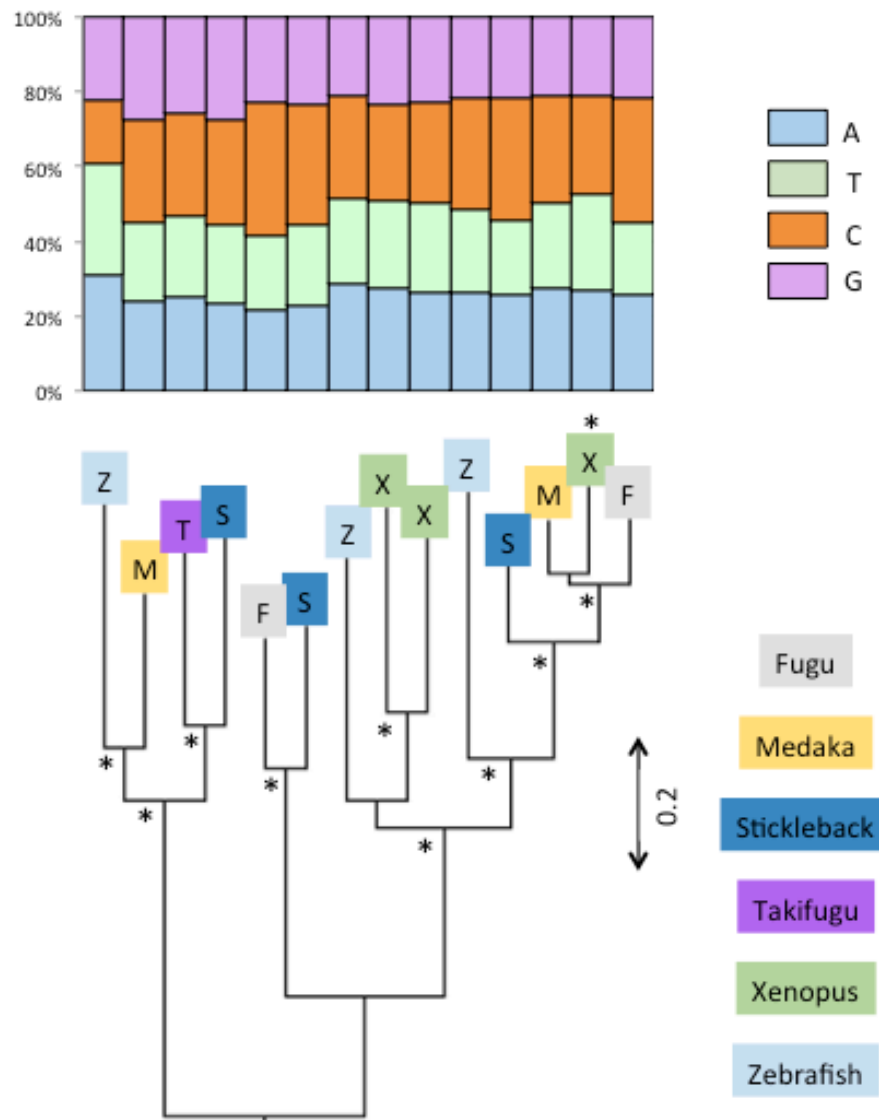 100%
80%
60%
40%
20%
0%
A
T
C
G
*
Z
M
T
S
F
S
Z
X
X
Z
S
M
X
F
*
*
*
*
*
*
*
*
*
0.2
Fugu
Medaka
Stickleback
Takifugu
Xenopus
Zebrafish